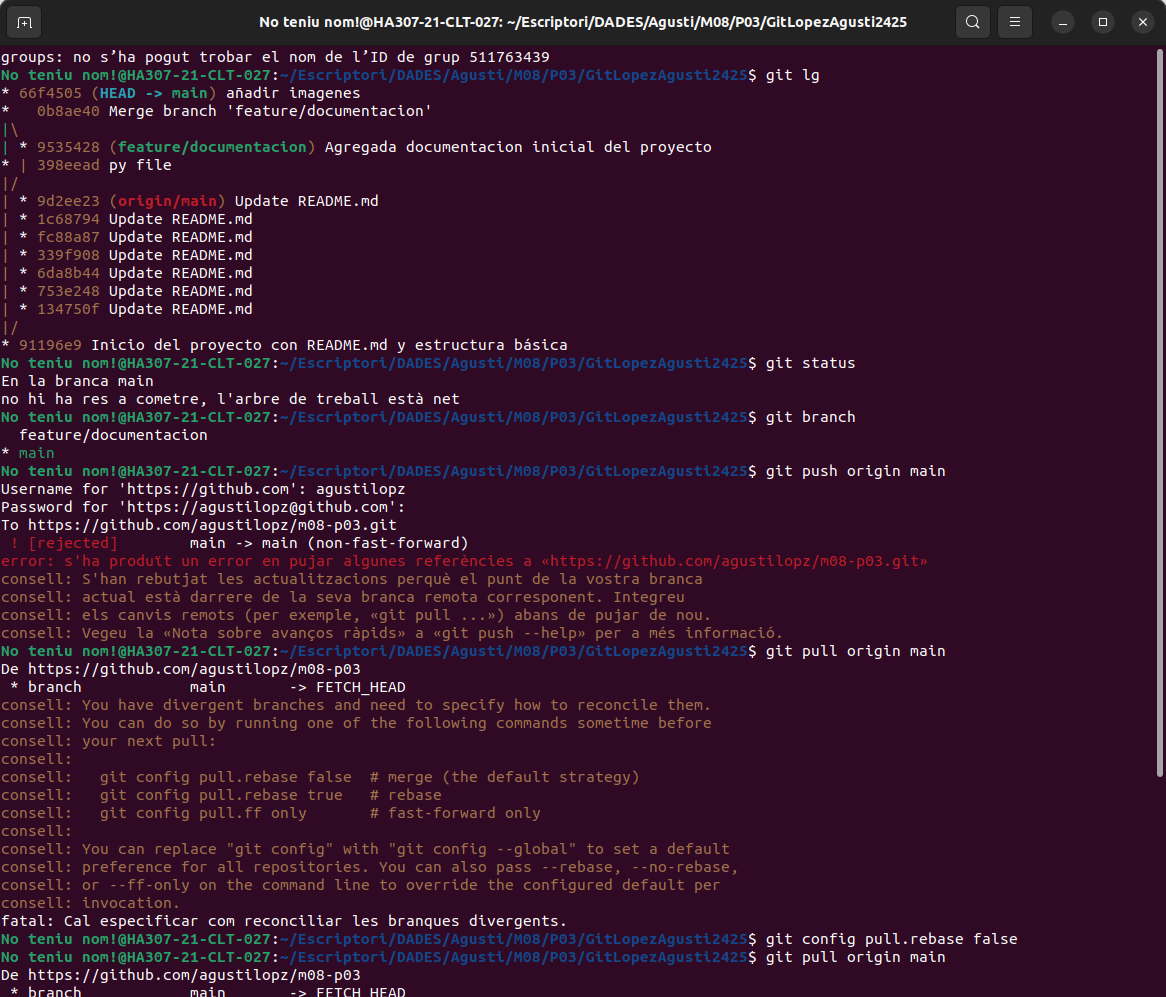 No teniu nom!@HA307-21-CLT-027: ~/Escriptori/DADES/Agusti/M08/P03/GitLopezAgusti2425
groups: no s’ha pogut trobar el nom de l’ID de grup 511763439
No teniu nom!@HA307-21-CLT-027:~/Escriptori/DADES/Agusti/M08/P03/GitLopezAgusti2425$ git lg
* 66f4505 (HEAD -> main) añadir imagenes
*   0b8ae40 Merge branch 'feature/documentacion'
|\
| * 9535428 (feature/documentacion) Agregada documentacion inicial del proyecto
* | 398eead py file
|/
| * 9d2ee23 (origin/main) Update README.md
| * 1c68794 Update README.md
| * fc88a87 Update README.md
| * 339f908 Update README.md
| * 6da8b44 Update README.md
| * 753e248 Update README.md
| * 134750f Update README.md
|/
* 91196e9 Inicio del proyecto con README.md y estructura básica
No teniu nom!@HA307-21-CLT-027:~/Escriptori/DADES/Agusti/M08/P03/GitLopezAgusti2425$ git status
En la branca main
no hi ha res a cometre, l'arbre de treball està net
No teniu nom!@HA307-21-CLT-027:~/Escriptori/DADES/Agusti/M08/P03/GitLopezAgusti2425$ git branch
  feature/documentacion
* main
No teniu nom!@HA307-21-CLT-027:~/Escriptori/DADES/Agusti/M08/P03/GitLopezAgusti2425$ git push origin main
Username for 'https://github.com': agustilopz
Password for 'https://agustilopz@github.com':
To https://github.com/agustilopz/m08-p03.git
 ! [rejected]        main -> main (non-fast-forward)
error: s'ha produït un error en pujar algunes referències a «https://github.com/agustilopz/m08-p03.git»
consell: S'han rebutjat les actualitzacions perquè el punt de la vostra branca
consell: actual està darrere de la seva branca remota corresponent. Integreu
consell: els canvis remots (per exemple, «git pull ...») abans de pujar de nou.
consell: Vegeu la «Nota sobre avanços ràpids» a «git push --help» per a més informació.
No teniu nom!@HA307-21-CLT-027:~/Escriptori/DADES/Agusti/M08/P03/GitLopezAgusti2425$ git pull origin main
De https://github.com/agustilopz/m08-p03
 * branch            main       -> FETCH_HEAD
consell: You have divergent branches and need to specify how to reconcile them.
consell: You can do so by running one of the following commands sometime before
consell: your next pull:
consell:
consell:   git config pull.rebase false  # merge (the default strategy)
consell:   git config pull.rebase true   # rebase
consell:   git config pull.ff only       # fast-forward only
consell:
consell: You can replace "git config" with "git config --global" to set a default
consell: preference for all repositories. You can also pass --rebase, --no-rebase,
consell: or --ff-only on the command line to override the configured default per
consell: invocation.
fatal: Cal especificar com reconciliar les branques divergents.
No teniu nom!@HA307-21-CLT-027:~/Escriptori/DADES/Agusti/M08/P03/GitLopezAgusti2425$ git config pull.rebase false
No teniu nom!@HA307-21-CLT-027:~/Escriptori/DADES/Agusti/M08/P03/GitLopezAgusti2425$ git pull origin main
De https://github.com/agustilopz/m08-p03
 * branch            main       -> FETCH_HEAD